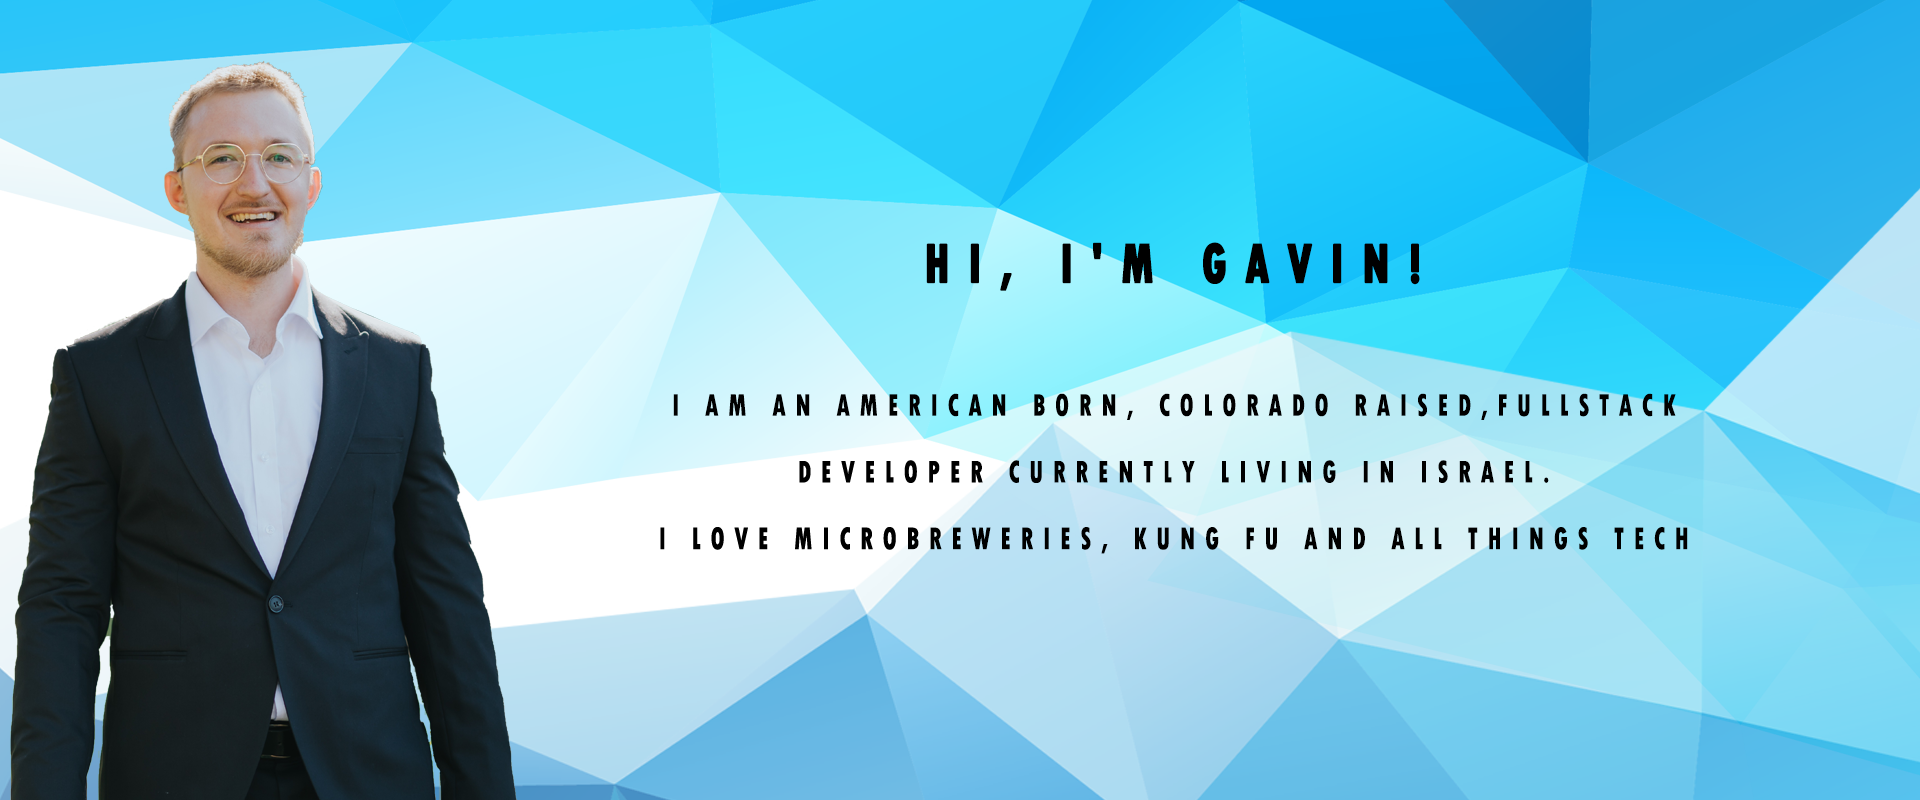 HI, I'M GAVIN!
I AM AN AMERICAN BORN, COLORADO RAISED,FULLSTACK
DEVELOPER CURRENTLY LIVING IN ISRAEL.
I LOVE MICROBREWERIES, KUNG FU AND ALL THINGS TECH